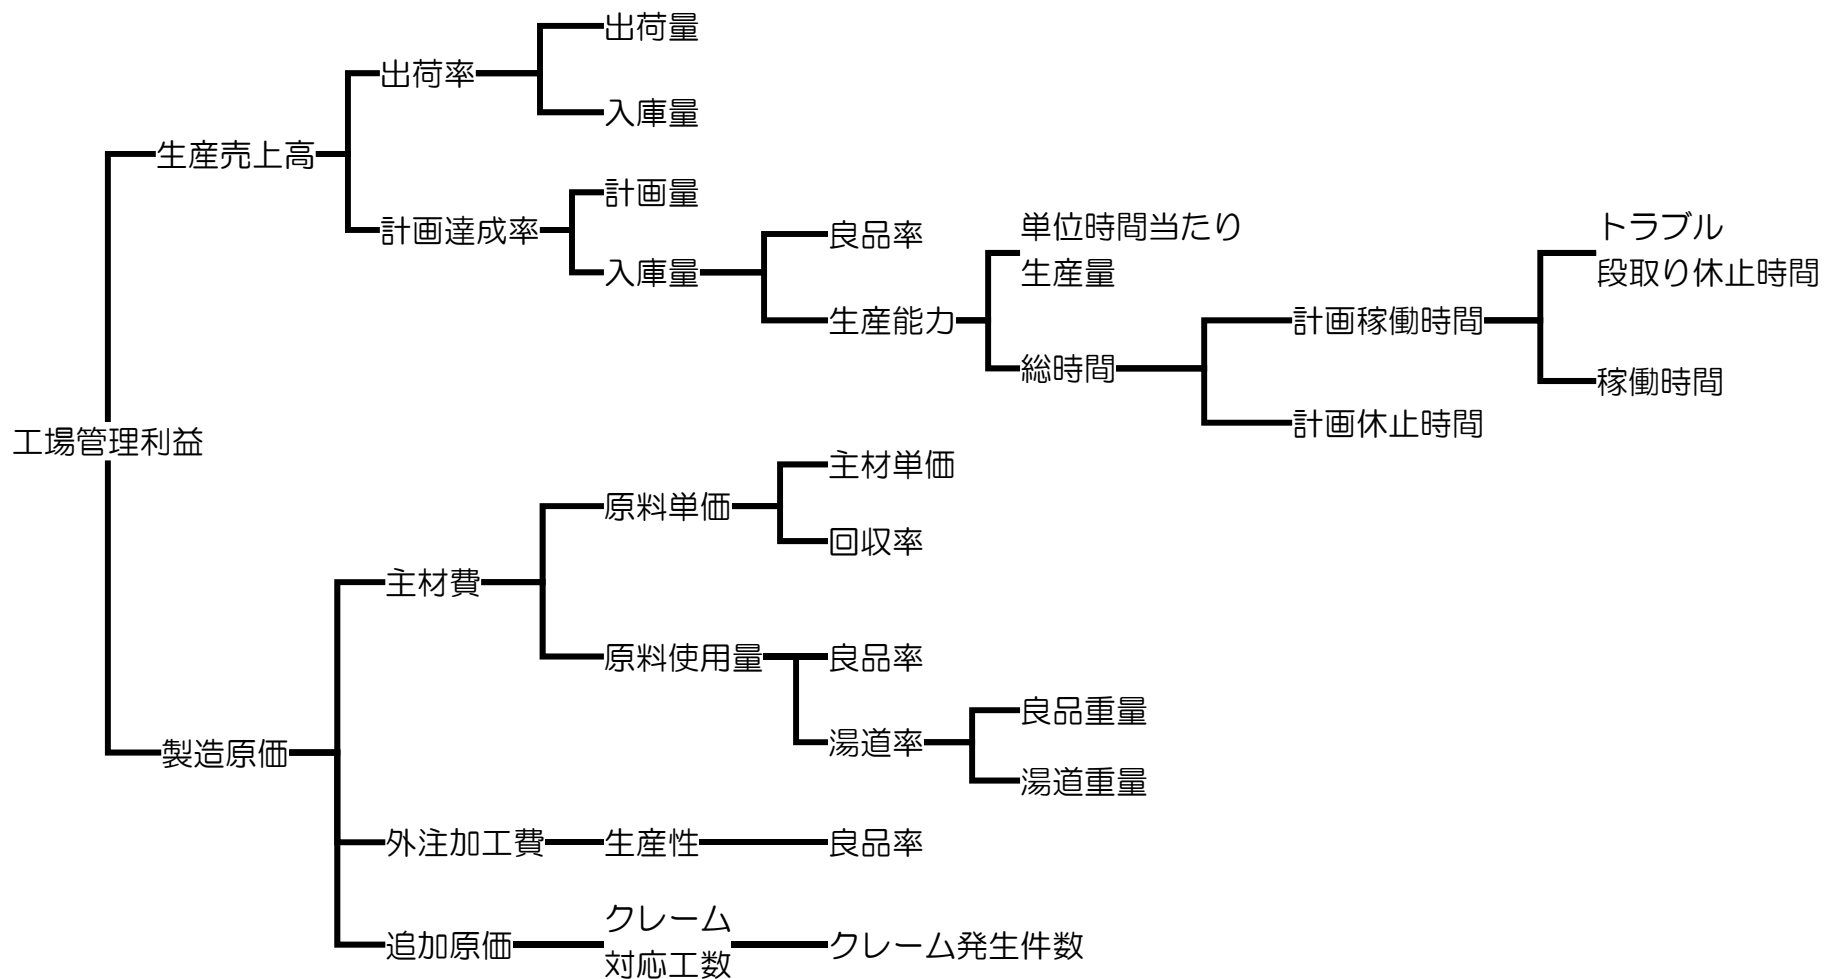 出荷量
出荷率
入庫量
生産売上高
計画量
計画達成率
入庫量
良品率
生産能力
単位時間当たり
生産量
総時間
計画稼働時間
計画休止時間
トラブル
段取り休止時間
稼働時間
工場管理利益
主材単価
原料単価
回収率
主材費
原料使用量
良品率
湯道率
良品重量
湯道重量
製造原価
外注加工費
生産性
良品率
追加原価
クレーム
対応工数
クレーム発生件数